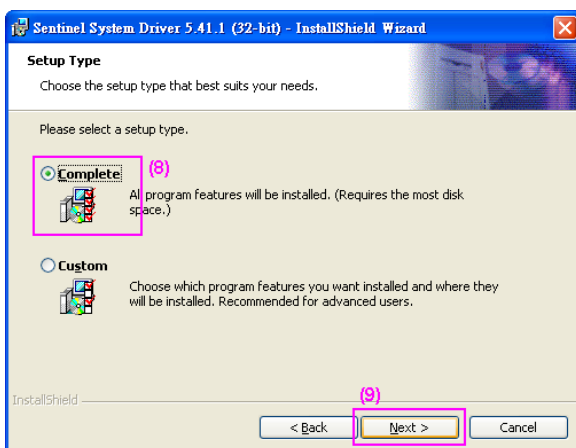 Sentinel System Driver 5.41.1 (32-bit) - InstallShield Wizard
Setup Type
Choose the setup type that best suits your needs.
Please select a setup type.
Complete
(8)
All program features will be installed. (Requires the most disk
space.)
Custom
Choose which program features you want installed and where they
will be installed. Recommended for advanced users.
(9)
InstallShield
< Back
Next >
Cancel